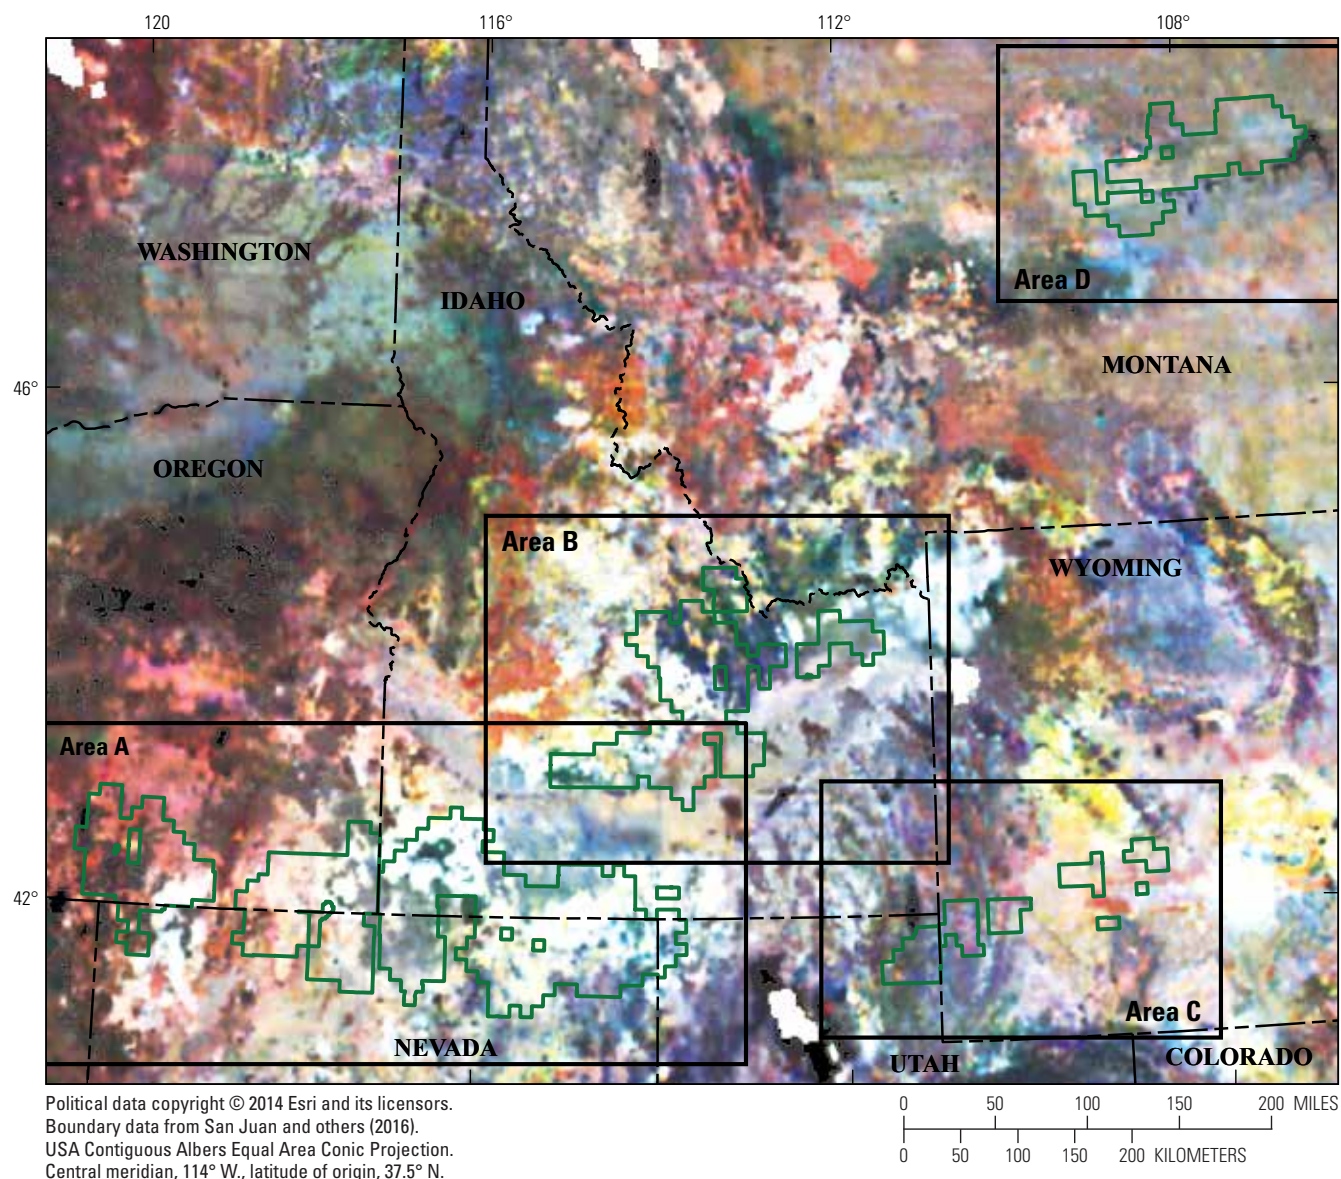 120 116° 112° 108°
WASHINGTON
IDAHO
Area D
MONTANA
46°
OREGON
Area B
WYOMING
Area A
42°
Area C
NEVADA
UTAH
COLORADO
Political data copyright © 2014 Esri and its licensors.
Boundary data from San Juan and others (2016).
USA Contiguous Albers Equal Area Conic Projection.
Central meridian, 114° W., latitude of origin, 37.5° N.
0 50 100 150 200 MILES
0 50 100 150 200 KILOMETERS